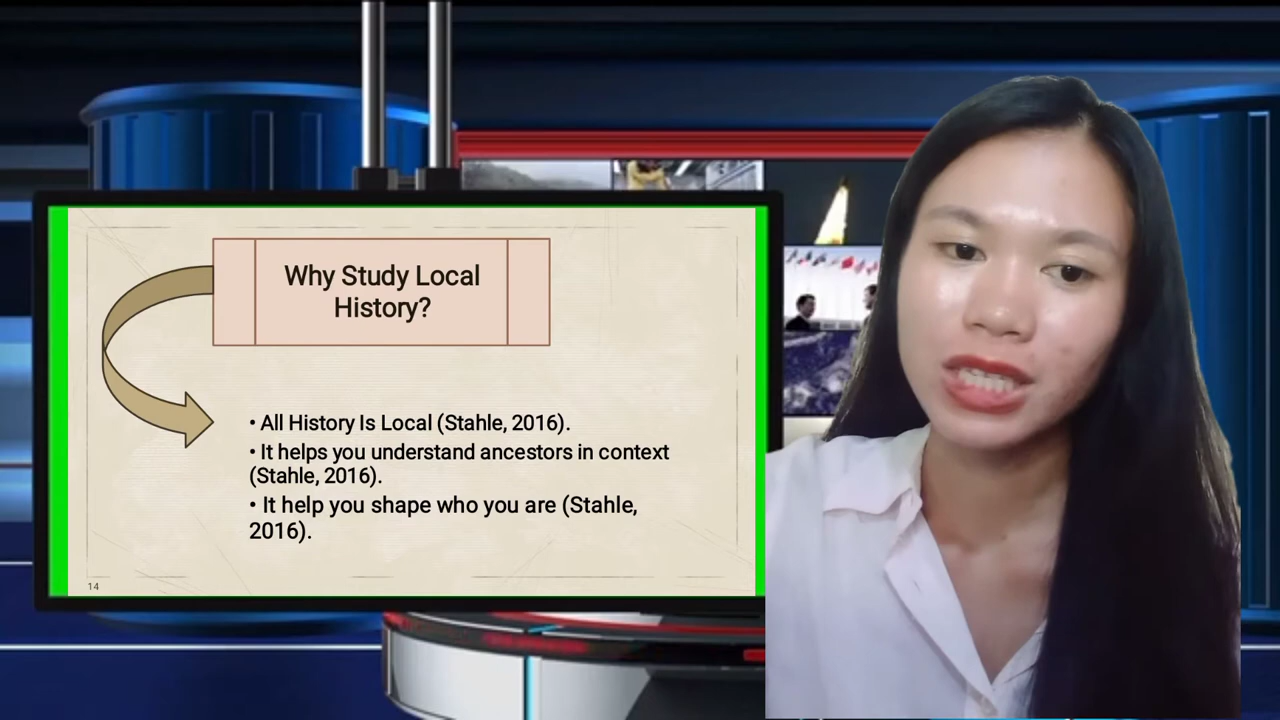 Why Study Local
History?
• All History Is Local (Stahle, 2016).
• It helps you understand ancestors in context
(Stahle, 2016).
• It help you shape who you are (Stahle,
2016).
14